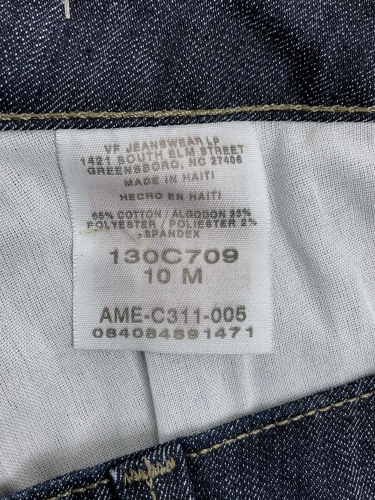 VF JEANSWEAR LP
1421 SOUTH ELM STREET
GREENSBORO, NC 27406
MADE IN HAITI
HECHO EN HAITI
65% COTTON / ALGODON 33%
POLYESTER / POLIESTER 2%
SPANDEX
130C709
10 M
AME-C311-005
084084891471